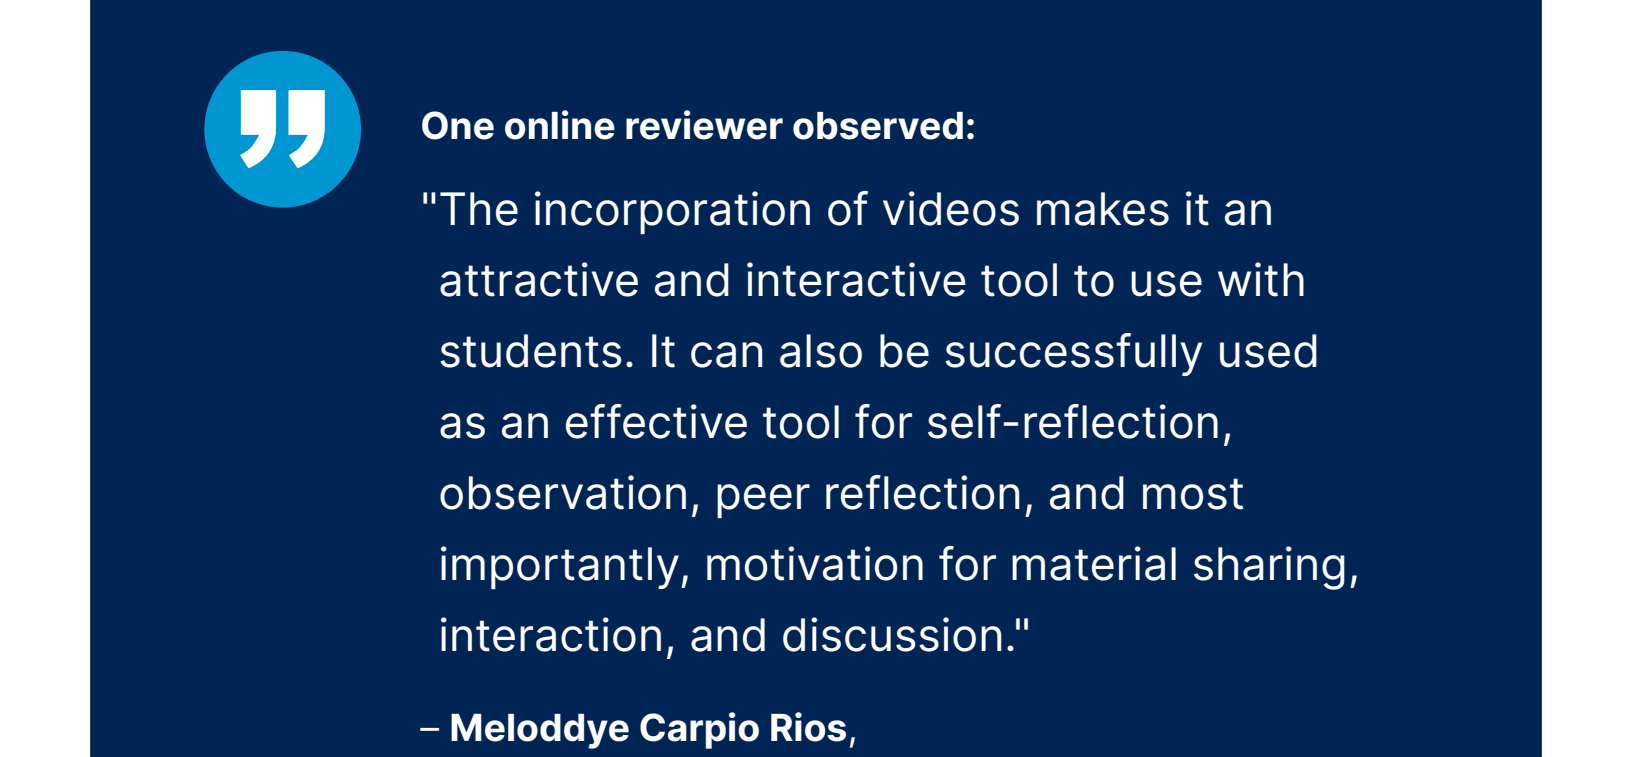 One online reviewer observed:
"The incorporation of videos makes it an
attractive and interactive tool to use with
students. It can also be successfully used
as an effective tool for self-reflection,
observation, peer reflection, and most
importantly, motivation for material sharing,
interaction, and discussion."
– Meloddye Carpio Rios,